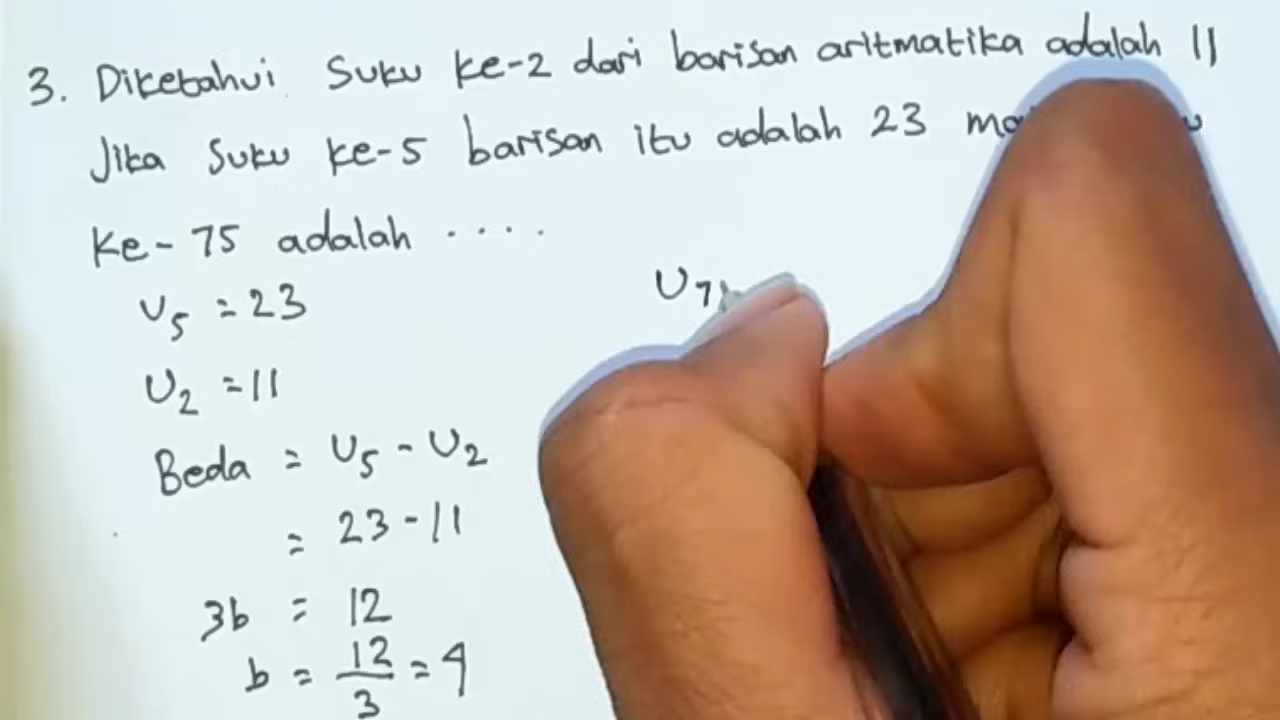 3. Diketahui Suku ke-2 dari barisan aritmatika adalah 11
Jika Suku ke-5 barisan itu adalah 23
ke-75 adalah ....
U5 = 23
U2 = 11
Beda = U5 - U2
= 23 - 11
3b = 12
b = 12/3 = 4
U7